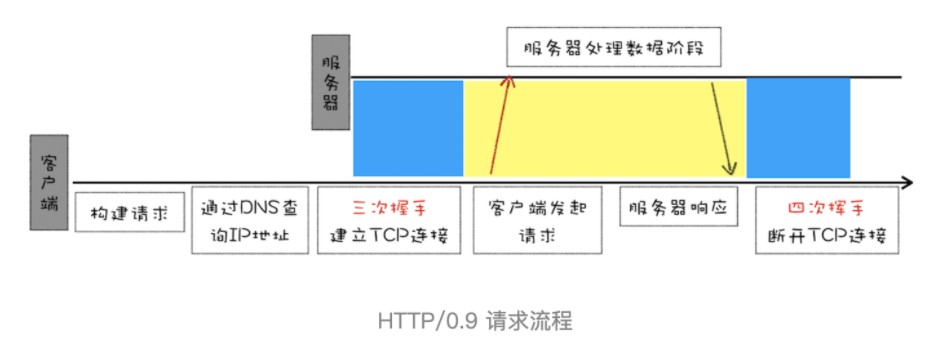 服务器处理数据阶段
服务器
客户端
构建请求
通过DNS查
询IP地址
三次握手
建立TCP连接
客户端发起
请求
服务器响应
四次挥手
断开TCP连接
HTTP/0.9 请求流程